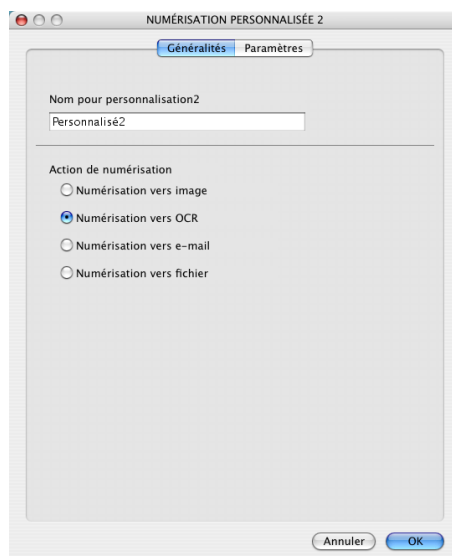 NUMÉRISATION PERSONNALISÉE 2
Généralités Paramètres
Nom pour personnalisation2
Personnalisé2
Action de numérisation
Numérisation vers image
Numérisation vers OCR
Numérisation vers e-mail
Numérisation vers fichier
Annuler OK